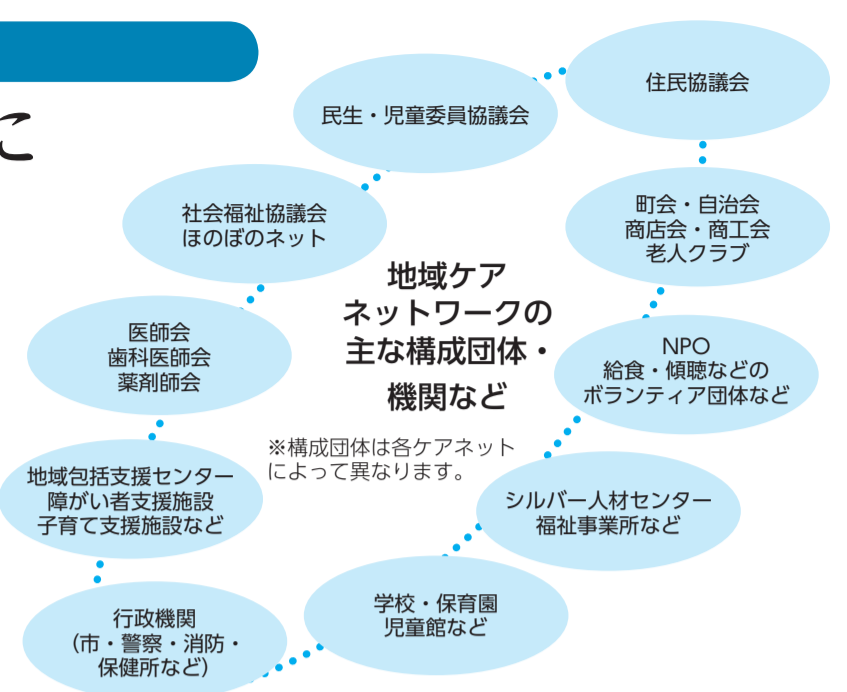 こ
住民協議会
民生・児童委員協議会
社会福祉協議会
ほのぼのネット
町会・自治会
商店会・商工会
老人クラブ
地域ケア
ネットワークの
主な構成団体・
機関など
医師会
歯科医師会
薬剤師会
NPO
給食・傾聴などの
ボランティア団体など
※構成団体は各ケアネット
によって異なります。
地域包括支援センター
障がい者支援施設
子育て支援施設など
シルバー人材センター
福祉事業所など
学校・保育園
児童館など
行政機関
(市・警察・消防・
保健所など)